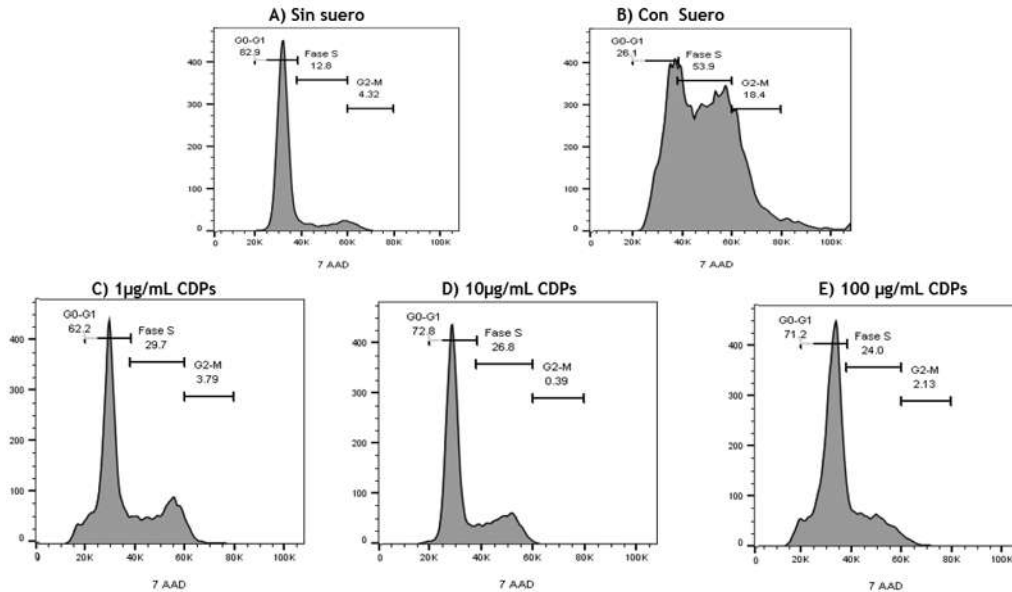 A) Sin suero
G0-G1
82.9
Fase S
12.8
G2-M
4.32
400
300
200
100
0
0 20K 40K 60K 80K 100K
7 AAD
B) Con Suero
G0-G1
26.1
Fase S
53.9
G2-M
18.4
400
300
200
100
0
0 20K 40K 60K 80K 100K
7 AAD
C) 1µg/mL CDPs
G0-G1
62.2
Fase S
29.7
G2-M
3.79
400
300
200
100
0
0 20K 40K 60K 80K 100K
7 AAD
D) 10µg/mL CDPs
G0-G1
72.8
Fase S
26.8
G2-M
0.39
400
300
200
100
0
0 20K 40K 60K 80K 100K
7 AAD
E) 100 µg/mL CDPs
G0-G1
71.2
Fase S
24.0
G2-M
2.13
400
300
200
100
0
0 20K 40K 60K 80K 100K
7 AAD